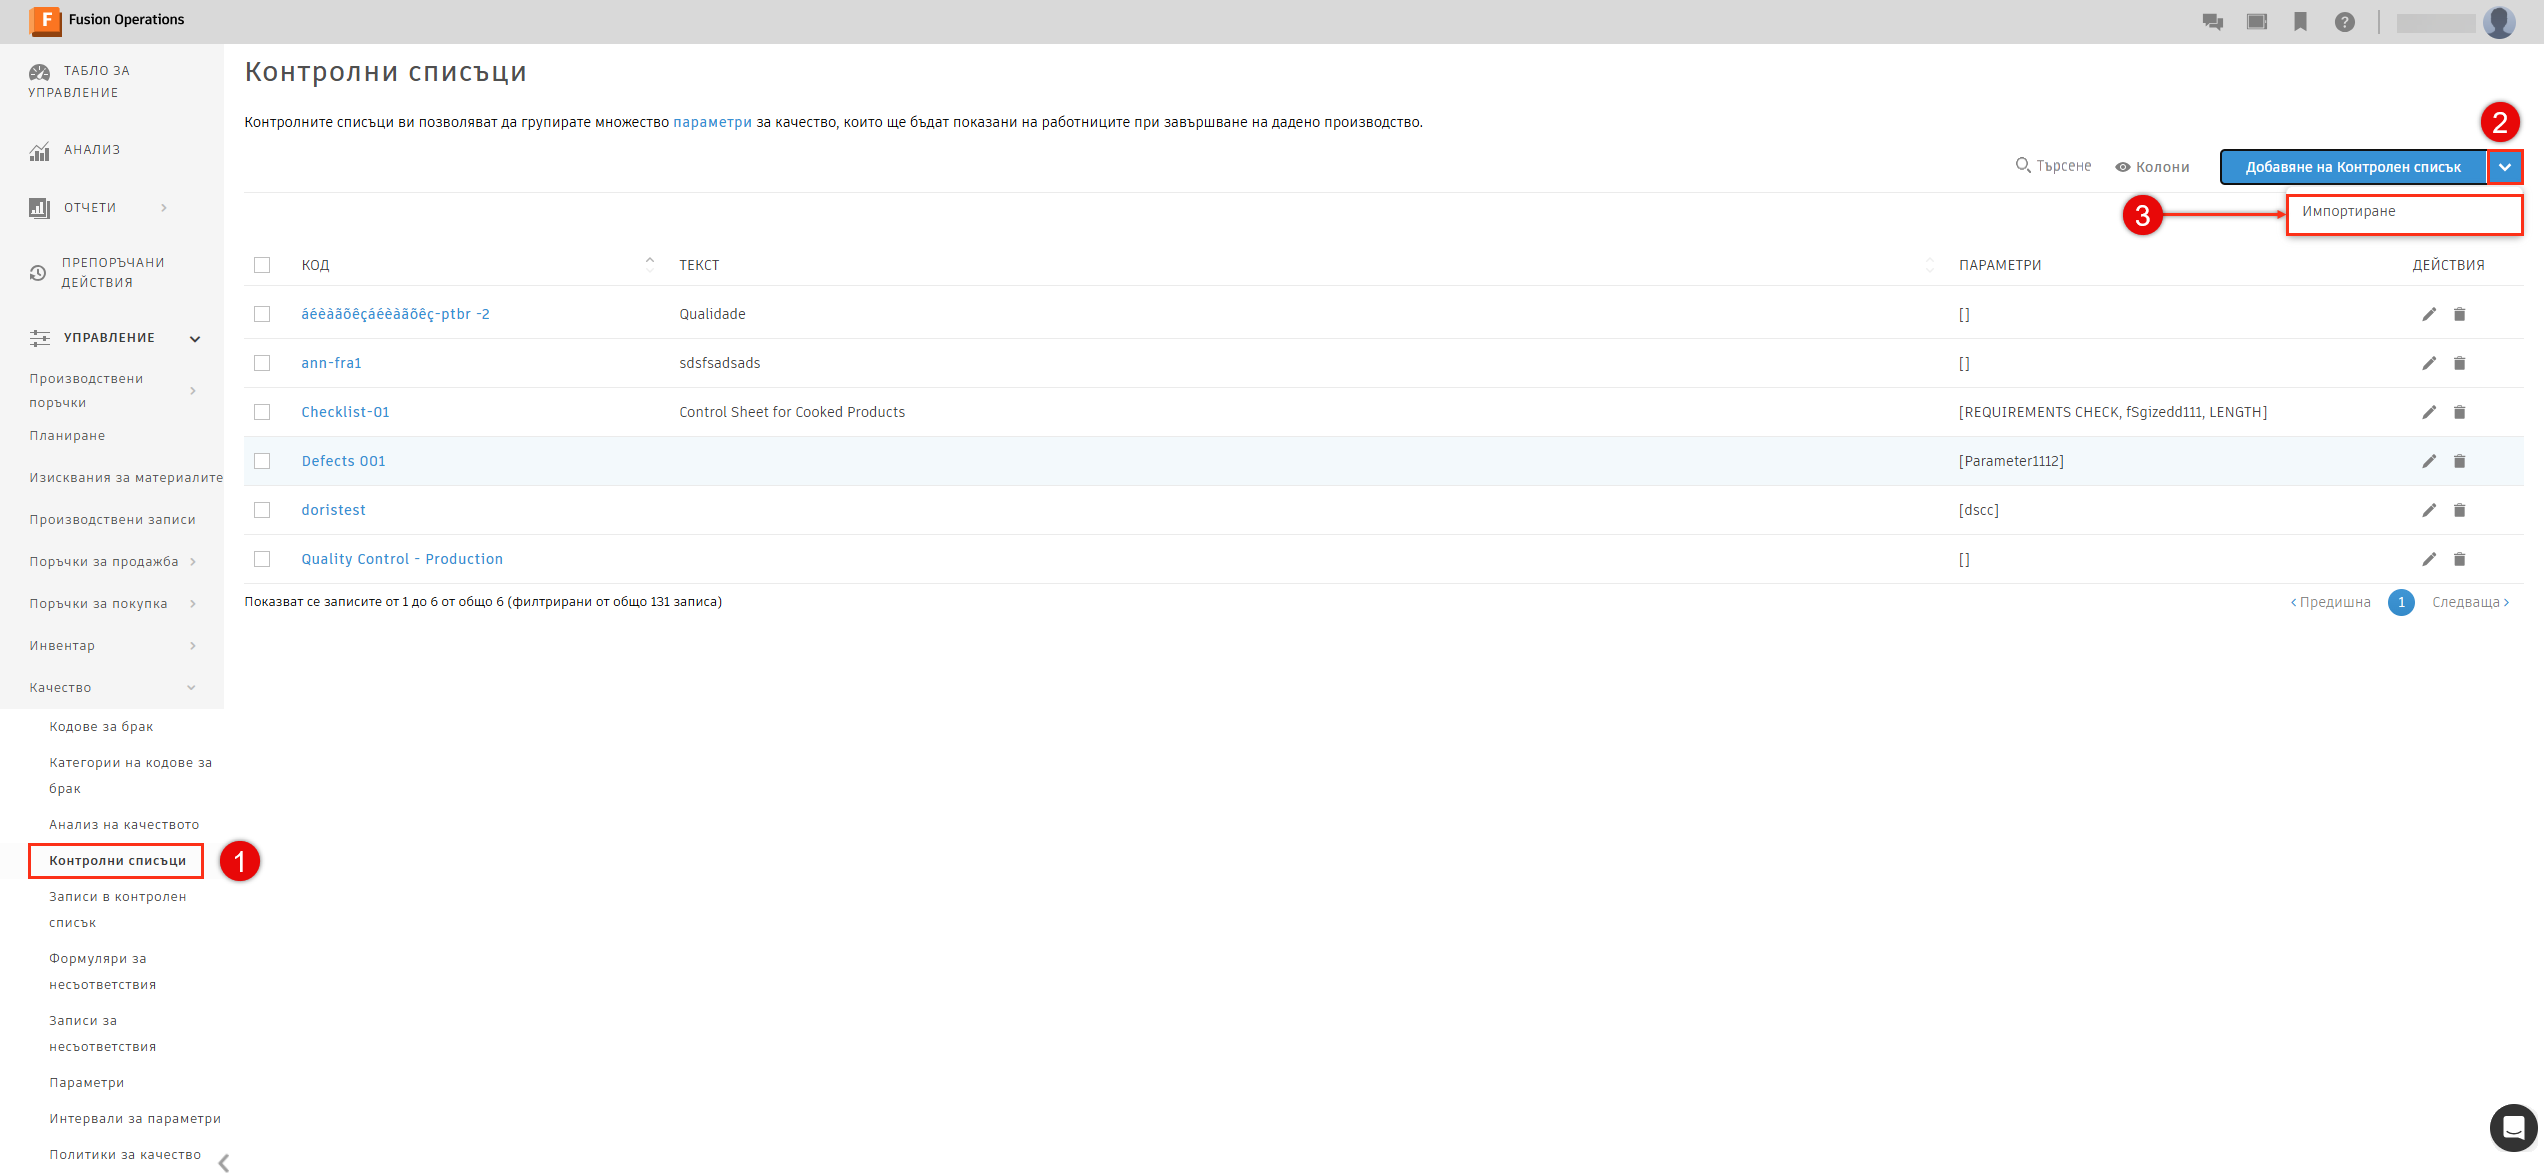 Fusion Operations
ТАБЛО ЗА
УПРАВЛЕНИЕ
АНАЛИЗ
ОТЧЕТИ
ПРЕПОРЪЧАНИ
ДЕЙСТВИЯ
УПРАВЛЕНИЕ
Производствени
поръчки
Планиране
Изисквания за материалите
Производствени записи
Поръчки за продажба
Поръчки за покупка
Инвентар
Качество
Кодове за брак
Категории на кодове за
брак
Анализ на качеството
Контролни списъци
1
Записи в контролен
списък
Формуляри за
несъответствия
Записи за
несъответствия
Параметри
Интервали за параметри
Политики за качество
Контролни списъци
Контролните списъци ви позволяват да групирате множество параметри за качество, които ще бъдат показани на работниците при завършване на дадено производство.
2
Търсене Колони Добавяне на Контролен списък
3 Импортиране
КОД ТЕКСТ ПАРАМЕТРИ ДЕЙСТВИЯ
áéèàãõêçáéèàãõêç-ptbr -2 Qualidade []
ann-fra1 sdsfsadsads []
Checklist-01 Control Sheet for Cooked Products [REQUIREMENTS CHECK, fSgizedd111, LENGTH]
Defects 001 [Parameter1112]
doristest [dscc]
Quality Control - Production []
Показват се записите от 1 до 6 от общо 6 (филтрирани от общо 131 записа)
Предишна 1 Следваща